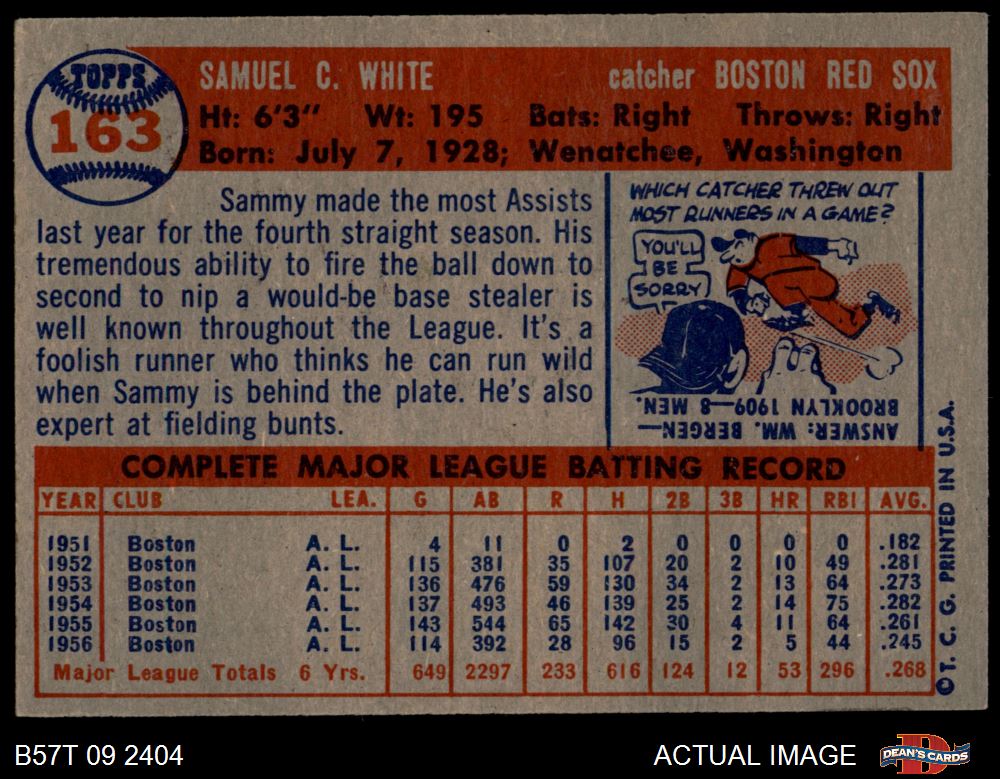 TOPPS
163
SAMUEL C. WHITE catcher BOSTON RED SOX
Ht: 6'3" Wt: 195 Bats: Right Throws: Right
Born: July 7, 1928; Wenatchee, Washington
Sammy made the most Assists
last year for the fourth straight season. His
tremendous ability to fire the ball down to
second to nip a would-be base stealer is
well known throughout the League. It's a
foolish runner who thinks he can run wild
when Sammy is behind the plate. He's also
expert at fielding bunts.
WHICH CATCHER THREW OUT
MOST RUNNERS IN A GAME?
YOU'LL
BE
SORRY
ANSWER: WM. BERGEN—
BROOKLYN 1909—8 MEN.
COMPLETE MAJOR LEAGUE BATTING RECORD
YEAR CLUB LEA. G AB R H 2B 3B HR RBI AVG.
1951 Boston A. L. 4 11 0 2 0 0 0 0 .182
1952 Boston A. L. 115 381 35 107 20 2 10 49 .281
1953 Boston A. L. 136 476 59 130 34 2 13 64 .273
1954 Boston A. L. 137 493 46 139 25 2 14 75 .282
1955 Boston A. L. 143 544 65 142 30 4 11 64 .261
1956 Boston A. L. 114 392 28 96 15 2 5 44 .245
Major League Totals 6 Yrs. 649 2297 233 616 124 12 53 296 .268
© T. C. G. PRINTED IN U.S.A.
B57T 09 2404 ACTUAL IMAGE DEAN'S CARDS